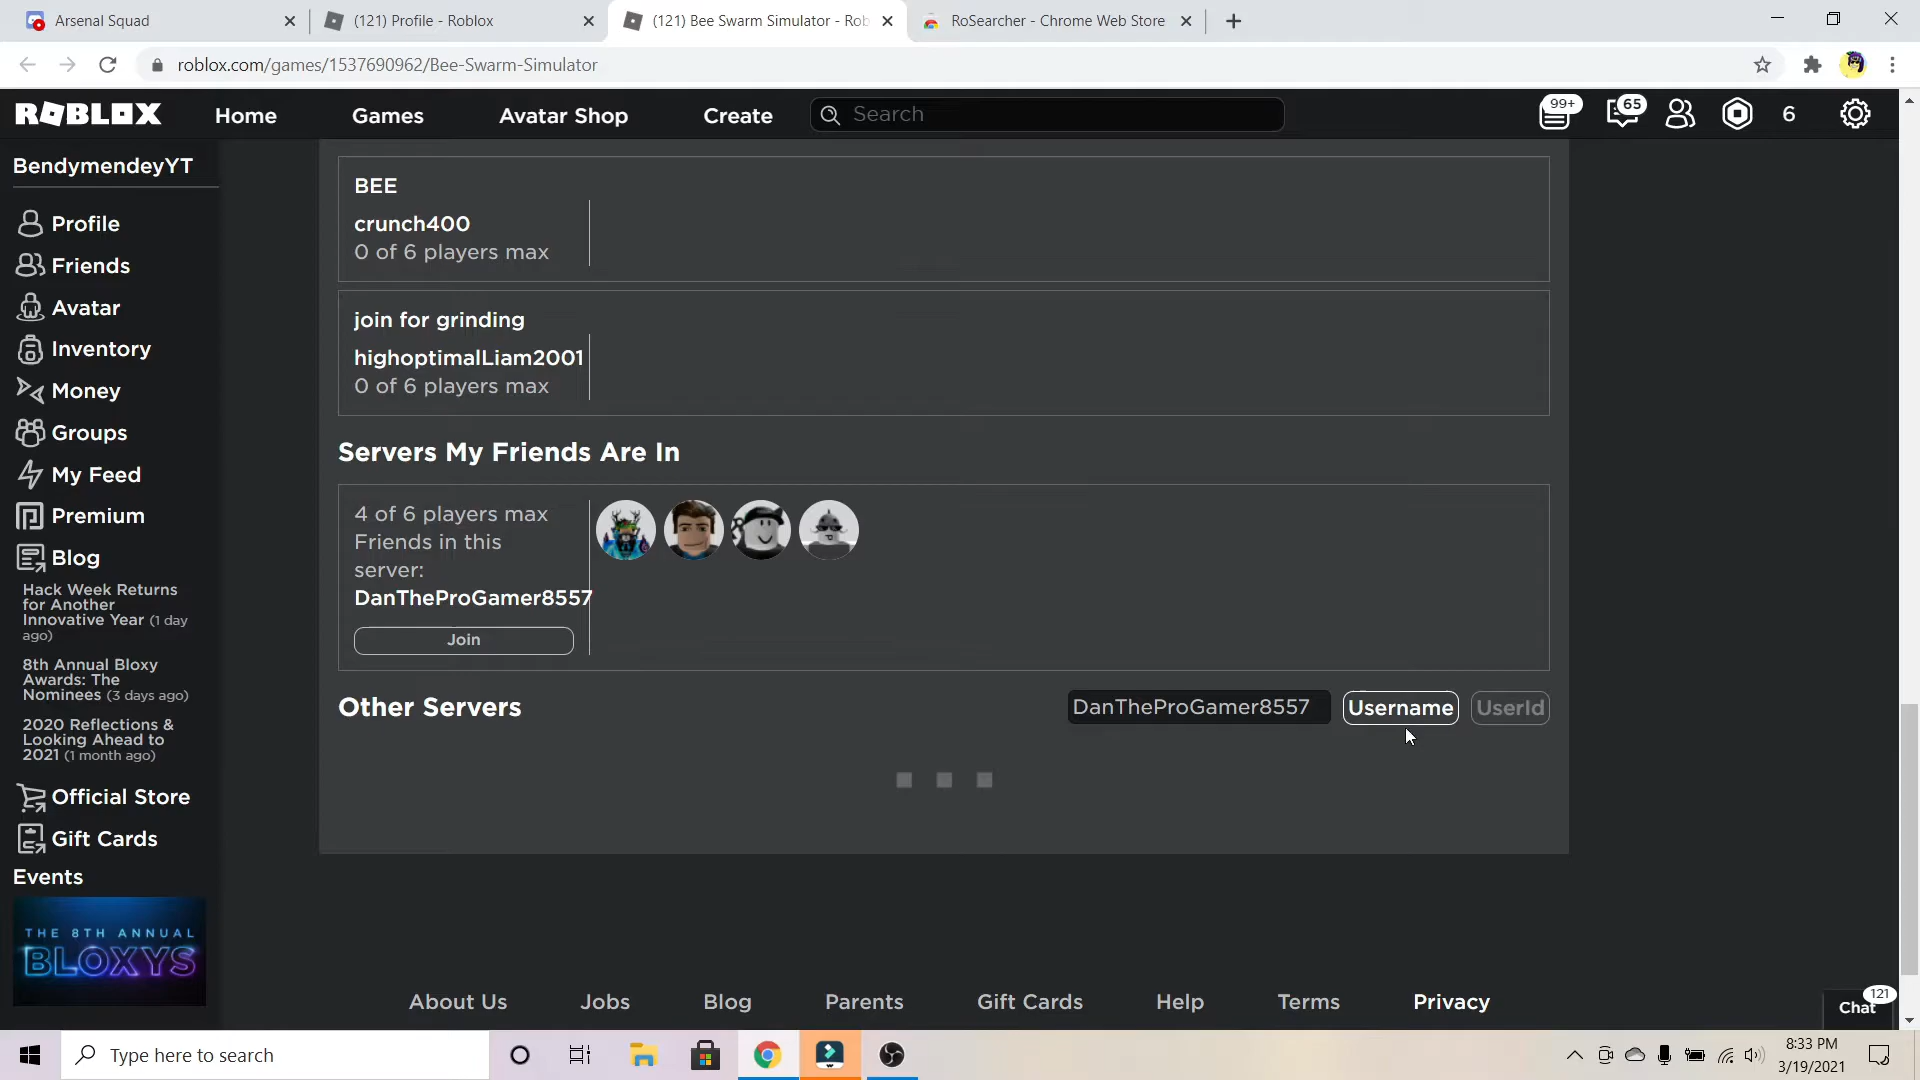 Arsenal Squad
(121) Profile - Roblox
(121) Bee Swarm Simulator - Rob
RoSearcher - Chrome Web Store
roblox.com/games/1537690962/Bee-Swarm-Simulator
ROBLOX
Home
Games
Avatar Shop
Create
Search
99+
65
6
BendymendeyYT
Profile
Friends
Avatar
Inventory
Money
Groups
My Feed
Premium
Blog
Hack Week Returns
for Another
Innovative Year (1 day
ago)
8th Annual Bloxy
Awards: The
Nominees (3 days ago)
2020 Reflections &
Looking Ahead to
2021 (1 month ago)
Official Store
Gift Cards
Events
THE 8TH ANNUAL
BLOXYS
BEE
crunch400
0 of 6 players max
join for grinding
highoptimalLiam2001
0 of 6 players max
Servers My Friends Are In
4 of 6 players max
Friends in this
server:
DanTheProGamer8557
Join
Other Servers
DanTheProGamer8557
Username
UserId
About Us
Jobs
Blog
Parents
Gift Cards
Help
Terms
Privacy
Chat
121
Type here to search
8:33 PM
3/19/2021